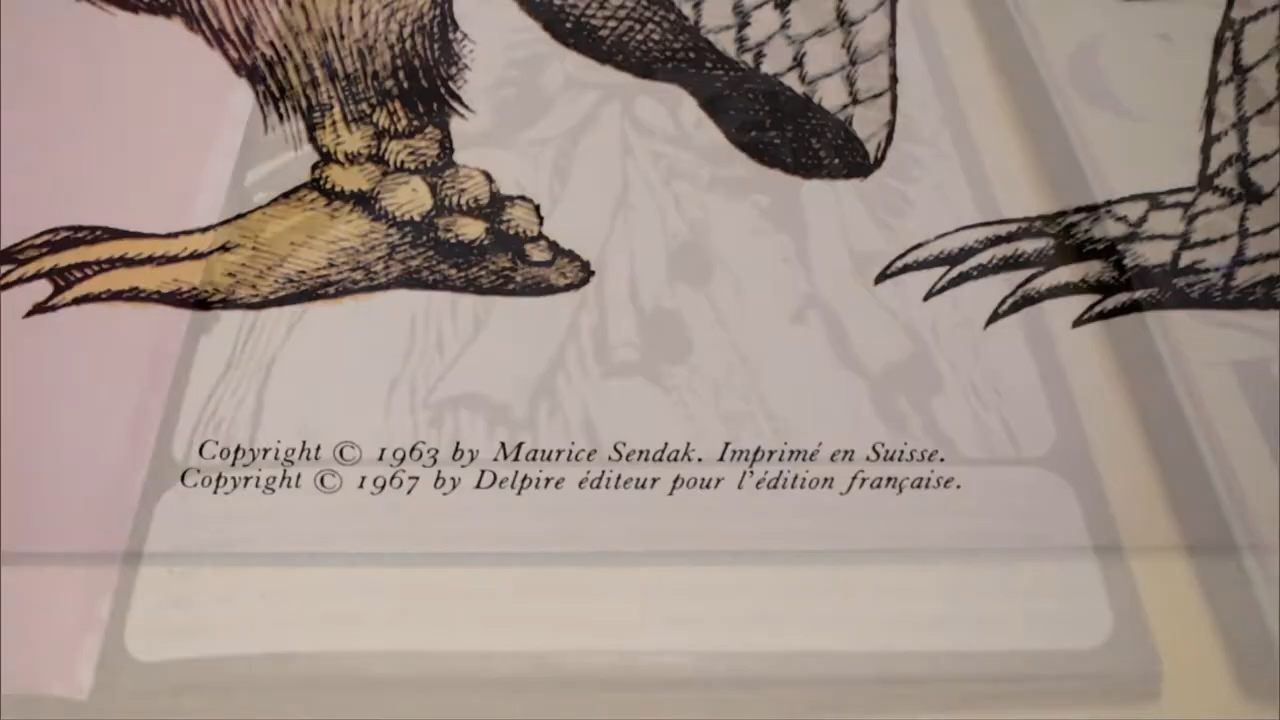 Copyright © 1963 by Maurice Sendak. Imprimé en Suisse.
Copyright © 1967 by Delpire éditeur pour l'édition française.